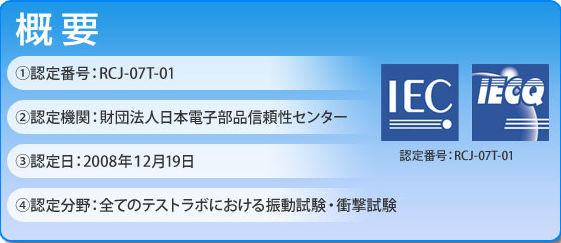 概要
①認定番号:RCJ-07T-01
②認定機関:財団法人日本電子部品信頼性センター
③認定日:2008年12月19日
④認定分野:全てのテストラボにおける振動試験・衝撃試験
IEC
IECQ
認定番号:RCJ-07T-01